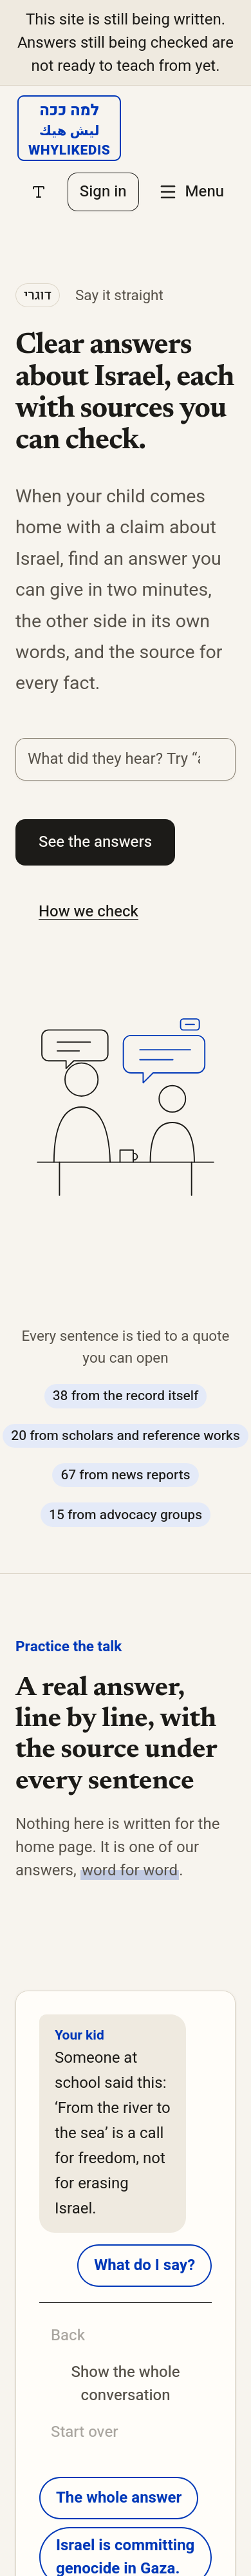 This site is still being written.
Answers still being checked are
not ready to teach from yet.
למה ככה
ليش هيك
WHYLIKEDIS
Sign in
Menu
דוגרי
Say it straight
Clear answers
about Israel, each
with sources you
can check.
When your child comes
home with a claim about
Israel, find an answer you
can give in two minutes,
the other side in its own
words, and the source for
every fact.
What did they hear? Try “
See the answers
How we check
Every sentence is tied to a quote
you can open
38 from the record itself
20 from scholars and reference works
67 from news reports
15 from advocacy groups
Practice the talk
A real answer,
line by line, with
the source under
every sentence
Nothing here is written for the
home page. It is one of our
answers, word for word.
Your kid
Someone at
school said this:
‘From the river to
the sea’ is a call
for freedom, not
for erasing
Israel.
What do I say?
Back
Show the whole
conversation
Start over
The whole answer
Israel is committing
genocide in Gaza.